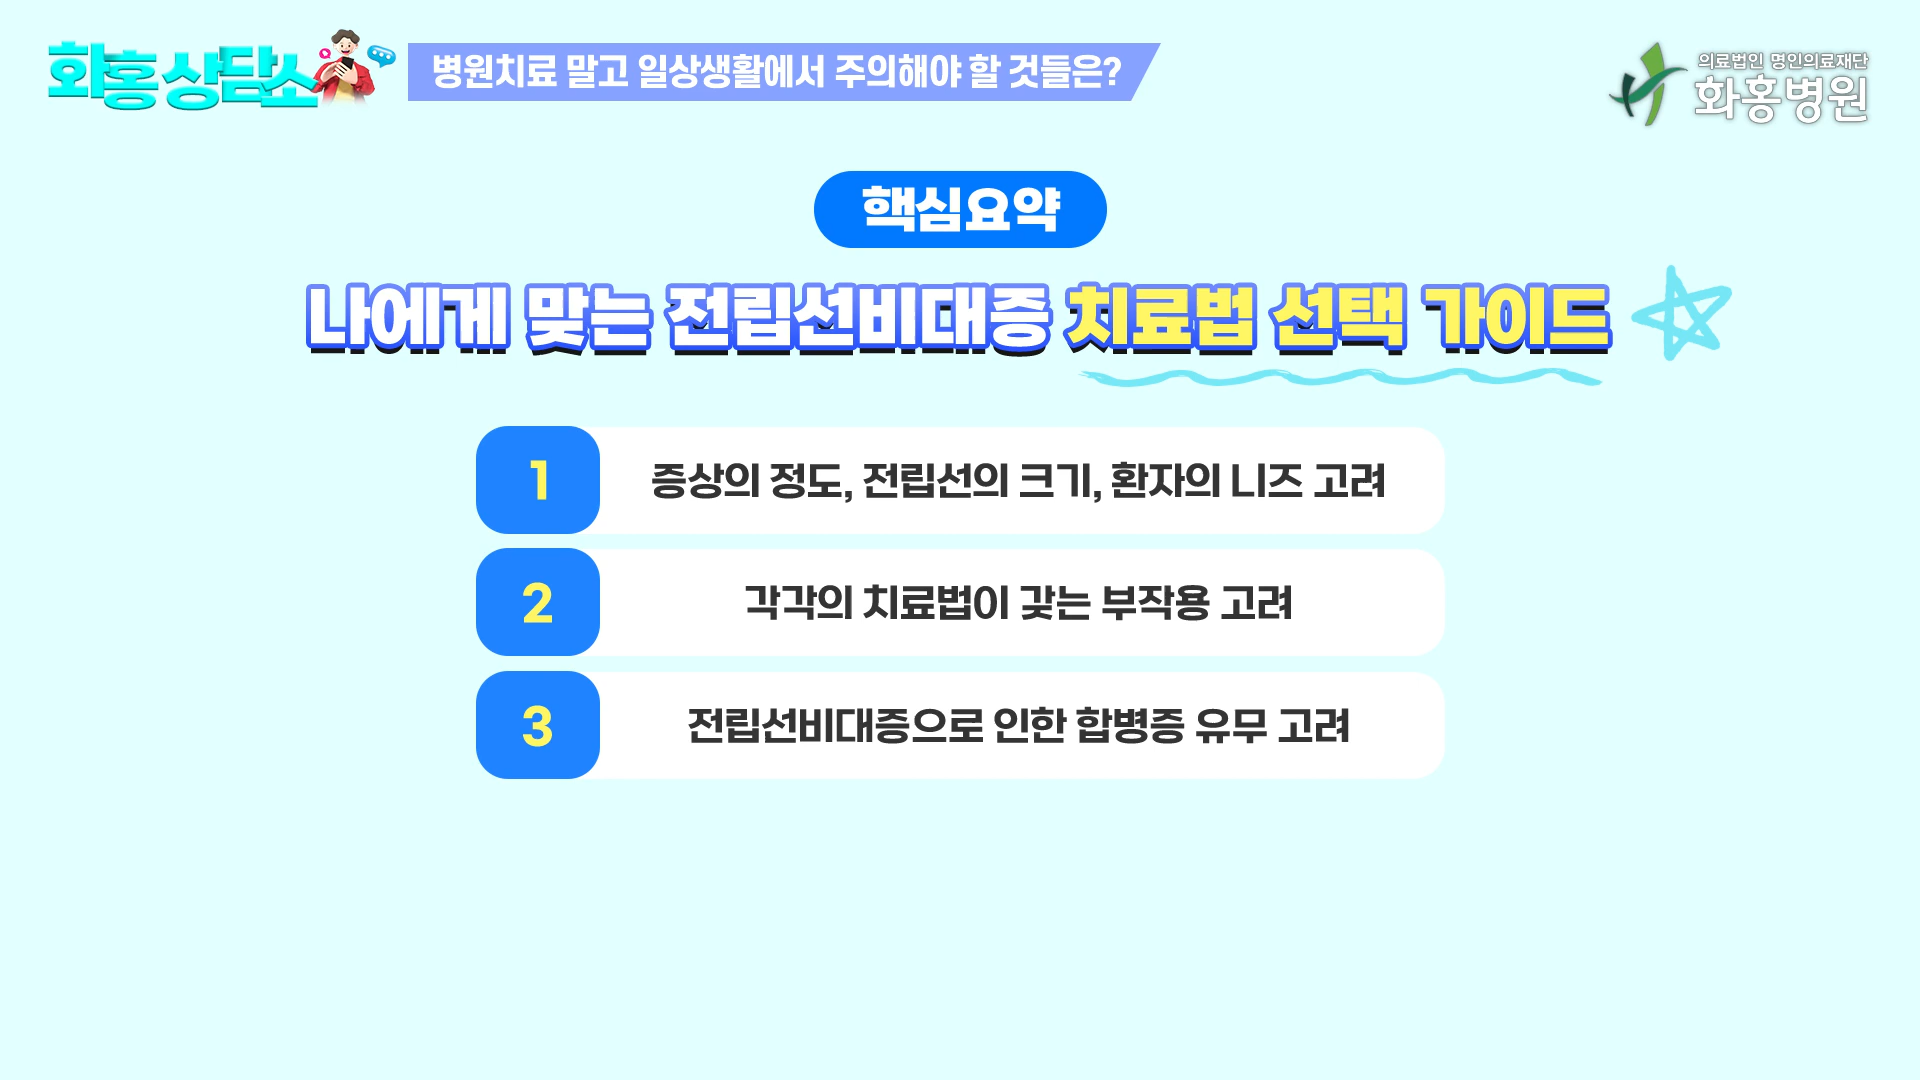 화홍상담소
병원치료 말고 일상생활에서 주의해야 할 것들은?
의료법인 명인의료재단
화홍병원
핵심요약
나에게 맞는 전립선비대증 치료법 선택 가이드
1
증상의 정도, 전립선의 크기, 환자의 니즈 고려
2
각각의 치료법이 갖는 부작용 고려
3
전립선비대증으로 인한 합병증 유무 고려